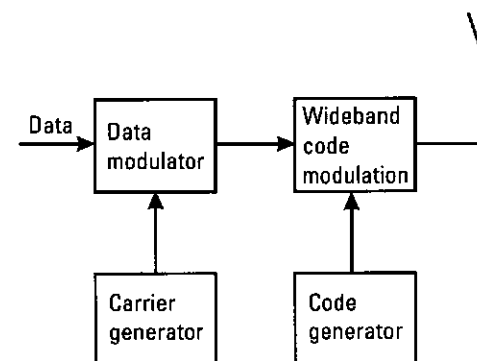 Data
Data
modulator
Wideband
code
modulation
Carrier
generator
Code
generator